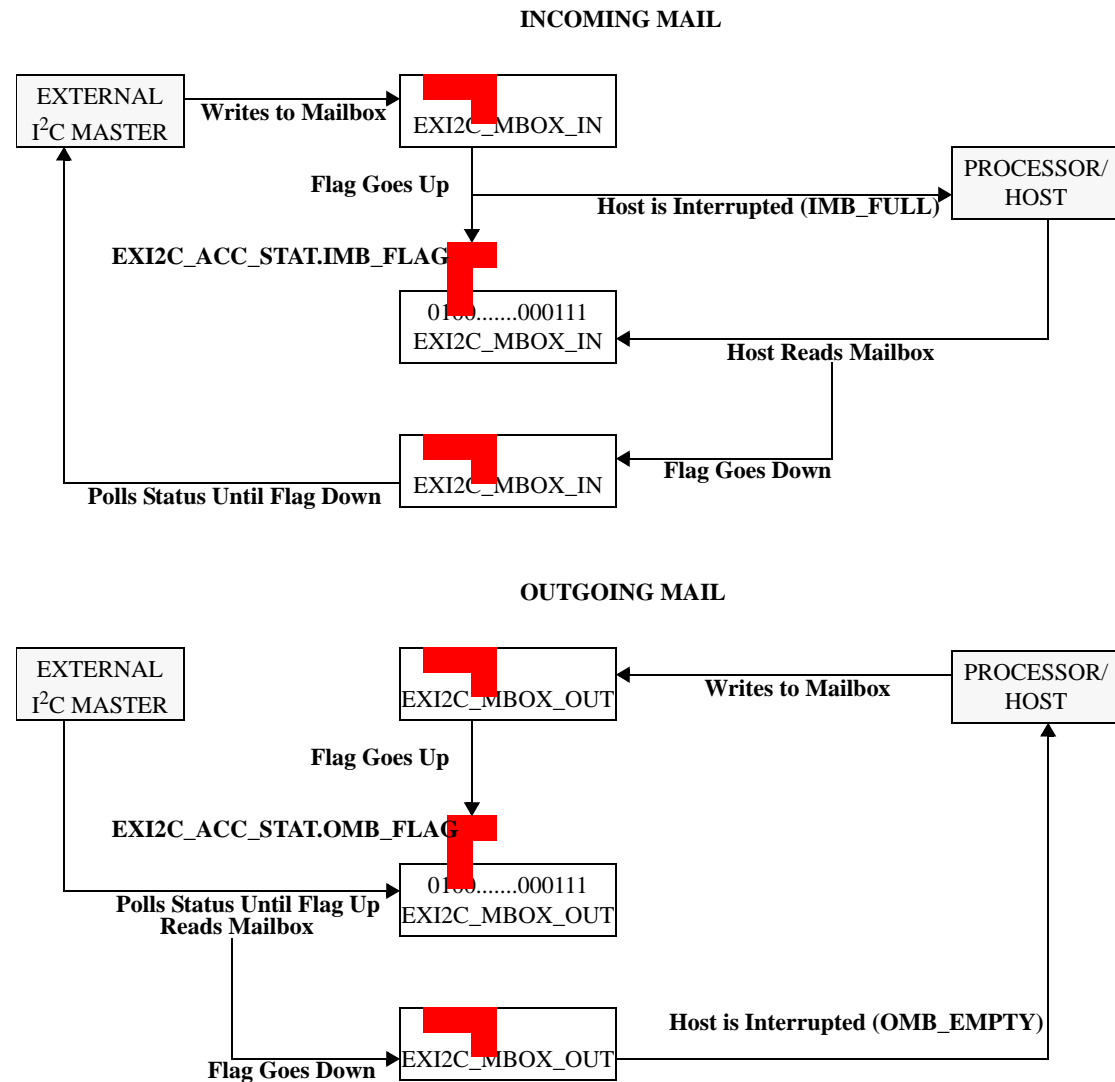 INCOMING MAIL
EXTERNAL
I²C MASTER
Writes to Mailbox
EXI2C_MBOX_IN
Flag Goes Up
Host is Interrupted (IMB_FULL)
PROCESSOR/
HOST
EXI2C_ACC_STAT.IMB_FLAG
0100.......000111
EXI2C_MBOX_IN
Host Reads Mailbox
EXI2C_MBOX_IN
Flag Goes Down
Polls Status Until Flag Down
OUTGOING MAIL
EXTERNAL
I²C MASTER
EXI2C_MBOX_OUT
Writes to Mailbox
PROCESSOR/
HOST
Flag Goes Up
EXI2C_ACC_STAT.OMB_FLAG
0100.......000111
EXI2C_MBOX_OUT
Polls Status Until Flag Up
Reads Mailbox
Host is Interrupted (OMB_EMPTY)
EXI2C_MBOX_OUT
Flag Goes Down